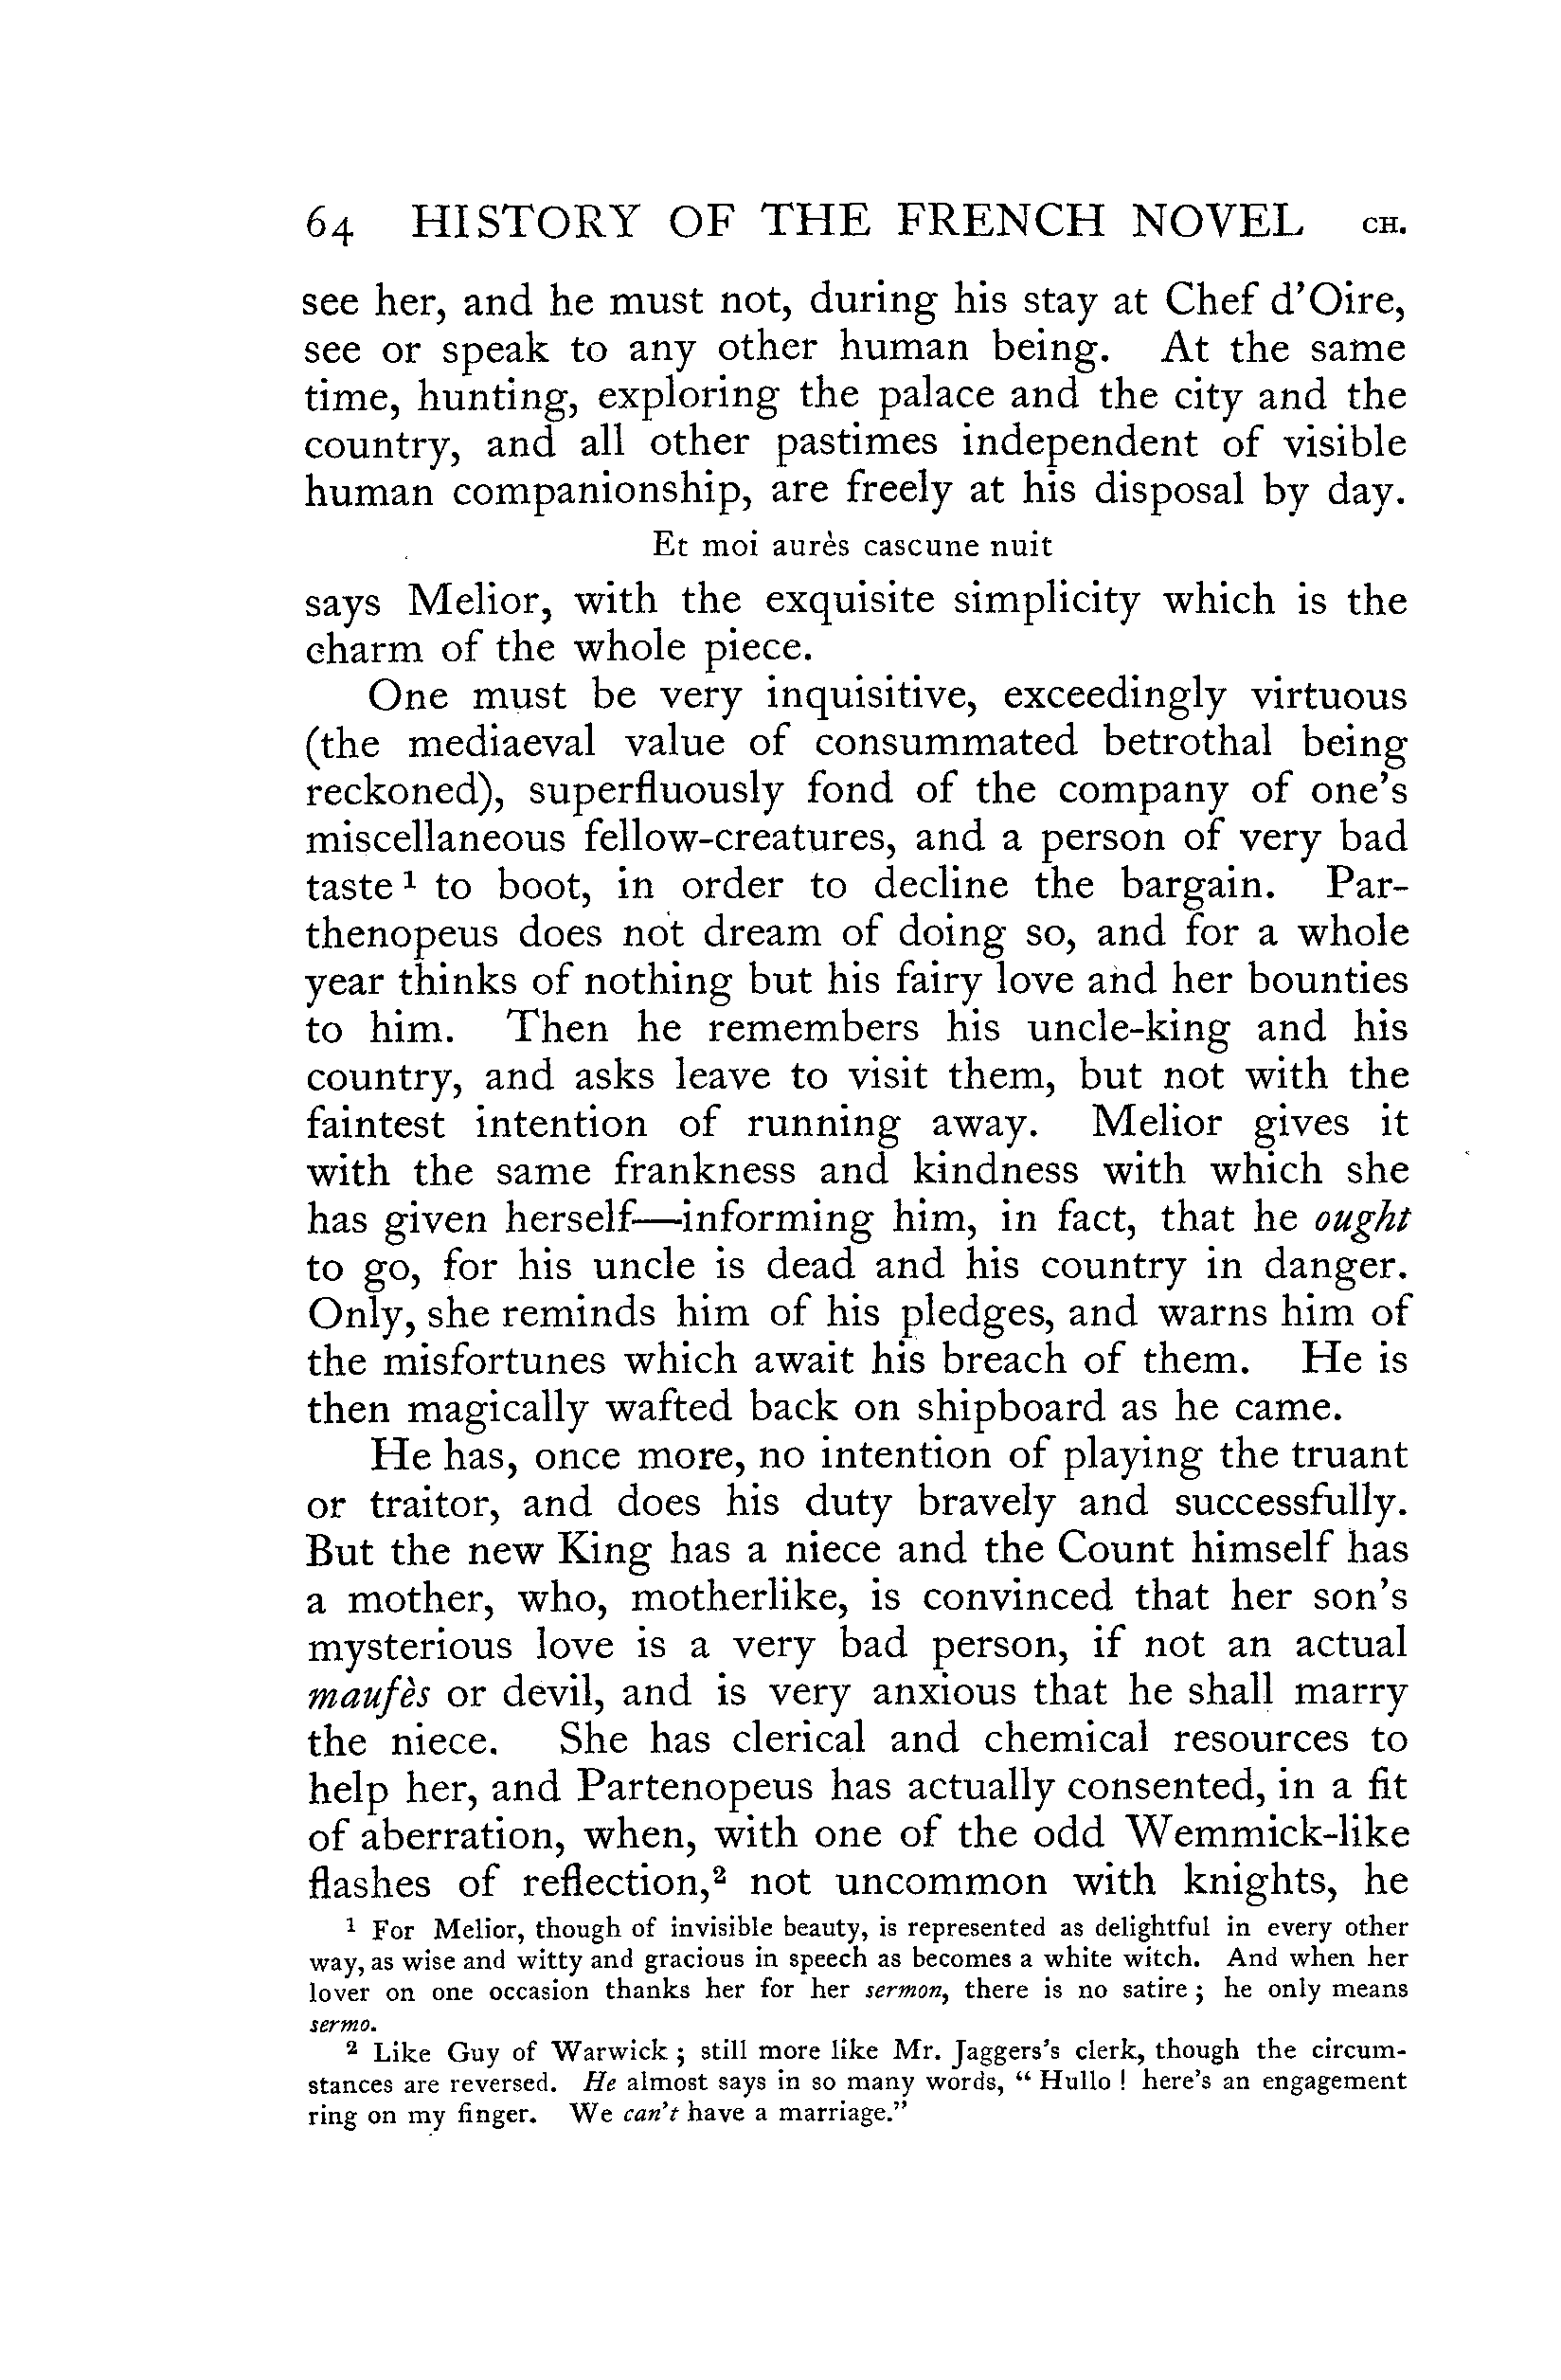 64 HISTORY OF THE FRENCH NOVEL CH.
see her, and he must not, during his stay at Chef d'Oire,
see or speak to any other human being. At the same
time, hunting, exploring the palace and the city and the
country, and all other pastimes independent of visible
human companionship, are freely at his disposal by day.
Et moi aurès cascune nuit
says Melior, with the exquisite simplicity which is the
charm of the whole piece.
One must be very inquisitive, exceedingly virtuous
(the mediaeval value of consummated betrothal being
reckoned), superfluously fond of the company of one's
miscellaneous fellow-creatures, and a person of very bad
taste¹ to boot, in order to decline the bargain. Par-
thenopeus does not dream of doing so, and for a whole
year thinks of nothing but his fairy love and her bounties
to him. Then he remembers his uncle-king and his
country, and asks leave to visit them, but not with the
faintest intention of running away. Melior gives it
with the same frankness and kindness with which she
has given herself—informing him, in fact, that he ought
to go, for his uncle is dead and his country in danger.
Only, she reminds him of his pledges, and warns him of
the misfortunes which await his breach of them. He is
then magically wafted back on shipboard as he came.
He has, once more, no intention of playing the truant
or traitor, and does his duty bravely and successfully.
But the new King has a niece and the Count himself has
a mother, who, motherlike, is convinced that her son's
mysterious love is a very bad person, if not an actual
maufès or devil, and is very anxious that he shall marry
the niece. She has clerical and chemical resources to
help her, and Partenopeus has actually consented, in a fit
of aberration, when, with one of the odd Wemmick-like
flashes of reflection,² not uncommon with knights, he
¹ For Melior, though of invisible beauty, is represented as delightful in every other
way, as wise and witty and gracious in speech as becomes a white witch. And when her
lover on one occasion thanks her for her sermon, there is no satire; he only means
sermo.
² Like Guy of Warwick; still more like Mr. Jaggers's clerk, though the circum-
stances are reversed. He almost says in so many words, "Hullo! here's an engagement
ring on my finger. We can't have a marriage."